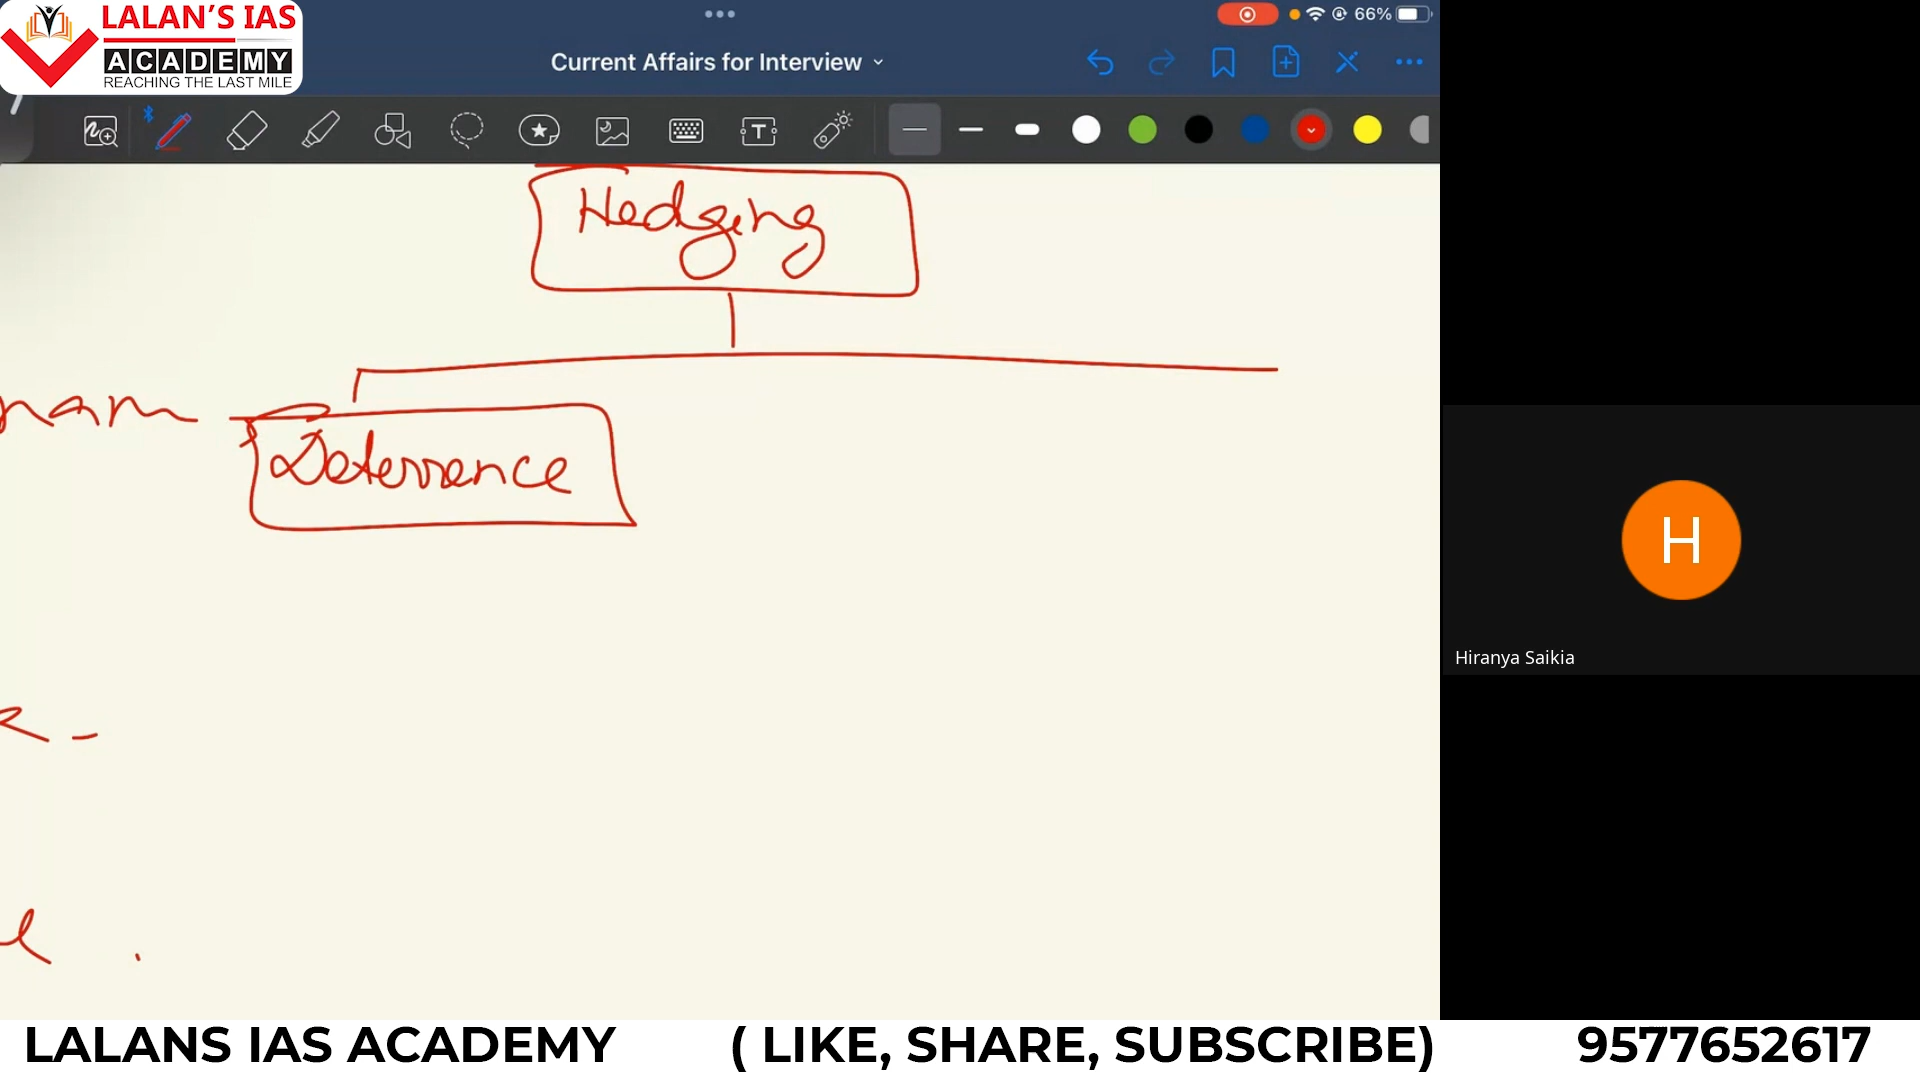 LALAN'S IAS
ACADEMY
REACHING THE LAST MILE
66%
Current Affairs for Interview
T
Hedging
Deterrence
H
Hiranya Saikia
LALANS IAS ACADEMY ( LIKE, SHARE, SUBSCRIBE) 9577652617